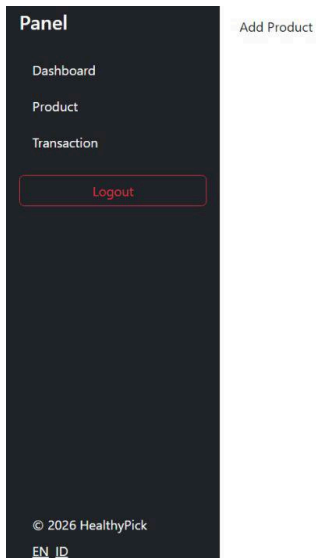 Panel
Add Product
Dashboard
Product
Transaction
Logout
© 2026 HealthyPick
EN ID